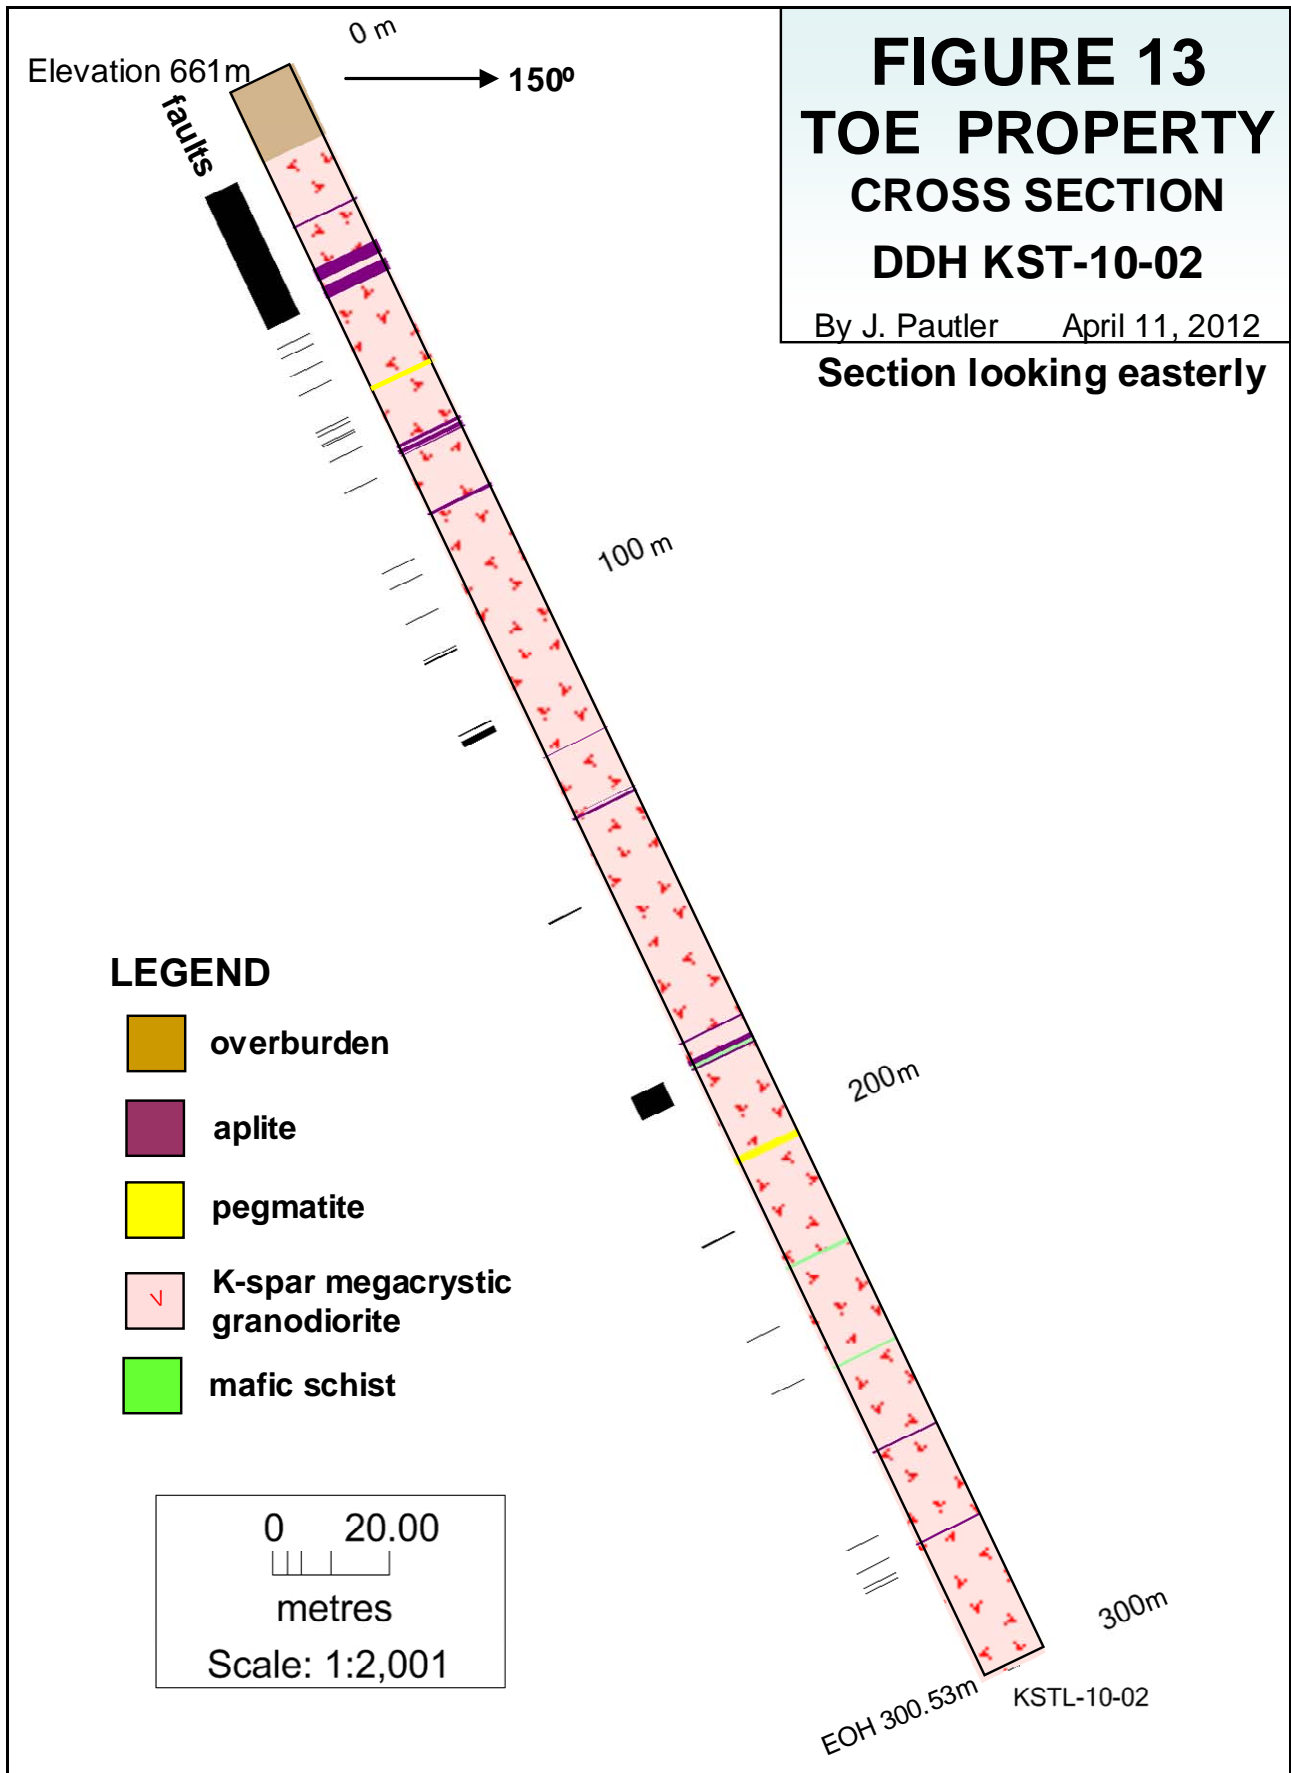 0 m
Elevation 661m
150º
faults
FIGURE 13
TOE PROPERTY
CROSS SECTION
DDH KST-10-02
By J. Pautler April 11, 2012
Section looking easterly
100 m
200m
300m
LEGEND
overburden
aplite
pegmatite
K-spar megacrystic
granodiorite
mafic schist
0 20.00
metres
Scale: 1:2,001
EOH 300.53m
KSTL-10-02